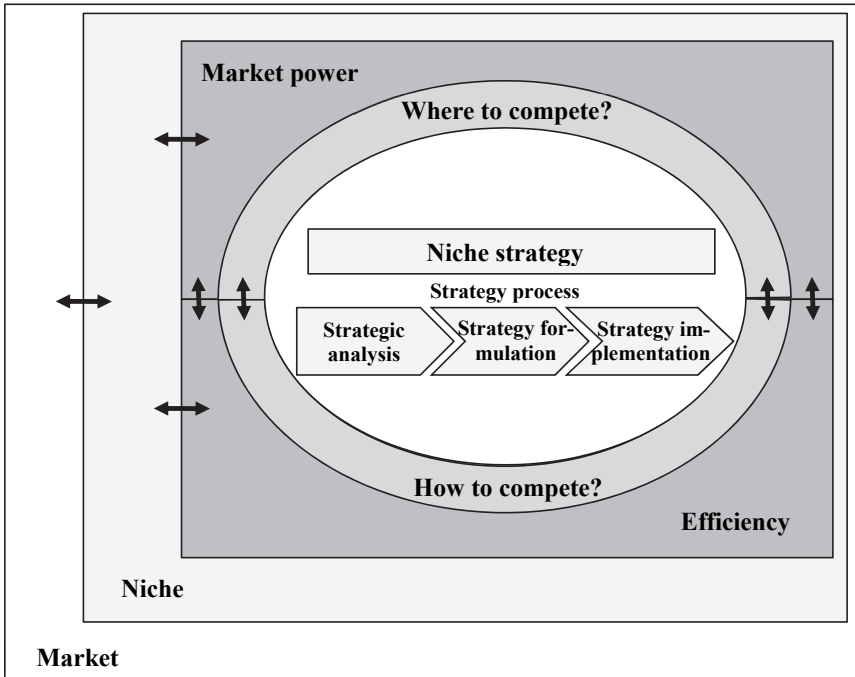 Market power
Where to compete?
Niche strategy
Strategy process
Strategic
analysis
Strategy for-
mulation
Strategy im-
plementation
How to compete?
Efficiency
Niche
Market